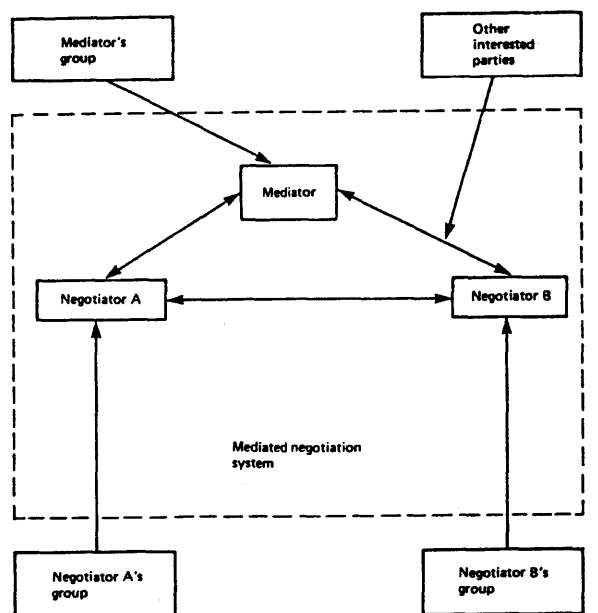 Mediator's
group
Other
interested
parties
Mediator
Negotiator A
Negotiator B
Mediated negotiation
system
Negotiator A's
group
Negotiator B's
group